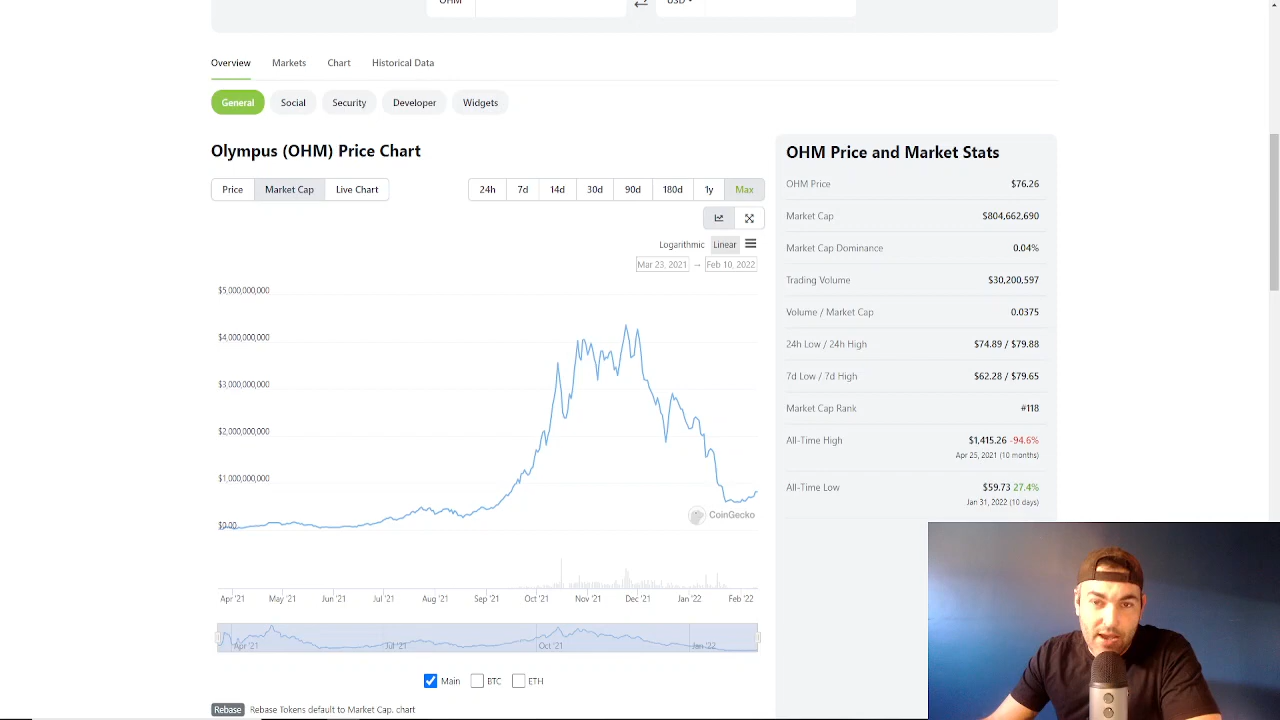 OHM USD
Overview Markets Chart Historical Data
General Social Security Developer Widgets
Olympus (OHM) Price Chart
Price Market Cap Live Chart 24h 7d 14d 30d 90d 180d 1y Max
Logarithmic Linear
Mar 23, 2021 → Feb 10, 2022
$5,000,000,000
$4,000,000,000
$3,000,000,000
$2,000,000,000
$1,000,000,000
$0.00
CoinGecko
Apr '21 May '21 Jun '21 Jul '21 Aug '21 Sep '21 Oct '21 Nov '21 Dec '21 Jan '22 Feb '22
Apr '21 Jul '21 Oct '21 Jan '22
Main BTC ETH
Rebase Rebase Tokens default to Market Cap. chart
OHM Price and Market Stats
OHM Price $76.26
Market Cap $804,662,690
Market Cap Dominance 0.04%
Trading Volume $30,200,597
Volume / Market Cap 0.0375
24h Low / 24h High $74.89 / $79.88
7d Low / 7d High $62.28 / $79.65
Market Cap Rank #118
All-Time High $1,415.26 -94.6%
Apr 25, 2021 (10 months)
All-Time Low $59.73 27.4%
Jan 31, 2022 (10 days)